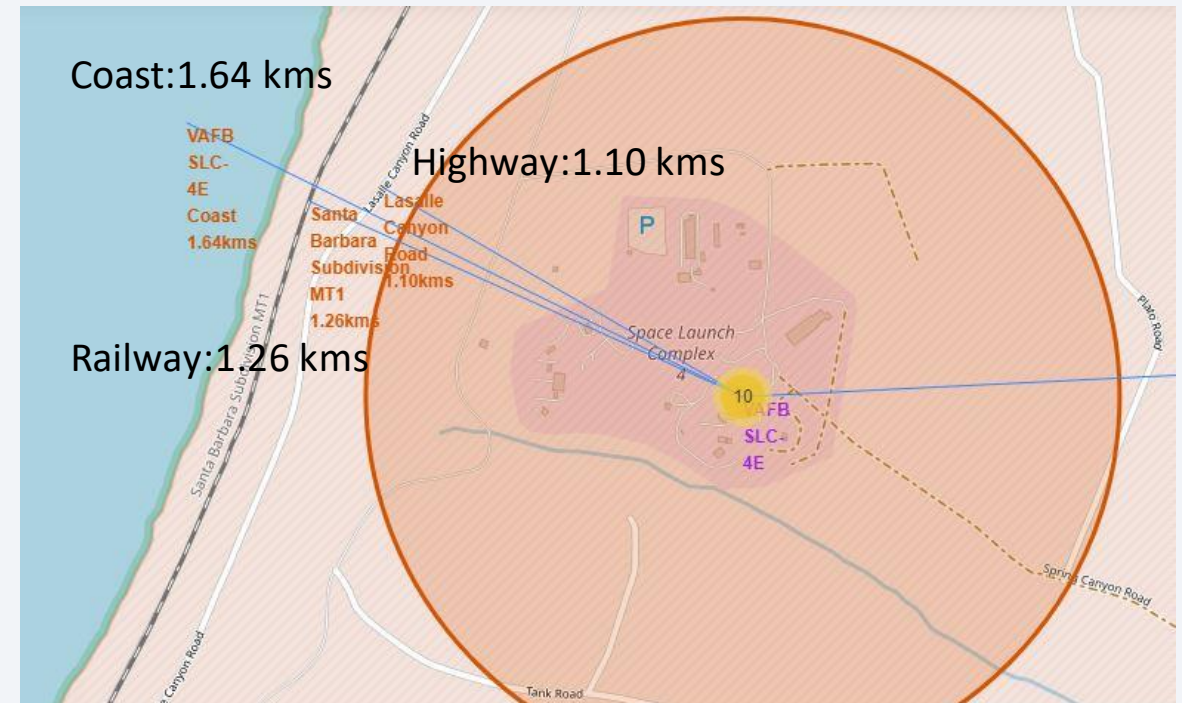 Coast:1.64 kms
VAFB
SLC-
4E
Coast
1.64kms
Highway:1.10 kms
Lasalle Canyon Road
Lasalle
Canyon
Road
1.10kms
Santa
Barbara
Subdivision
MT1
1.26kms
Railway:1.26 kms
Santa Barbara Subdivision MT1
P
Space Launch
Complex
4
10
VAFB
SLC-
4E
Plato Road
Spring Canyon Road
Tank Road
Canyon Road